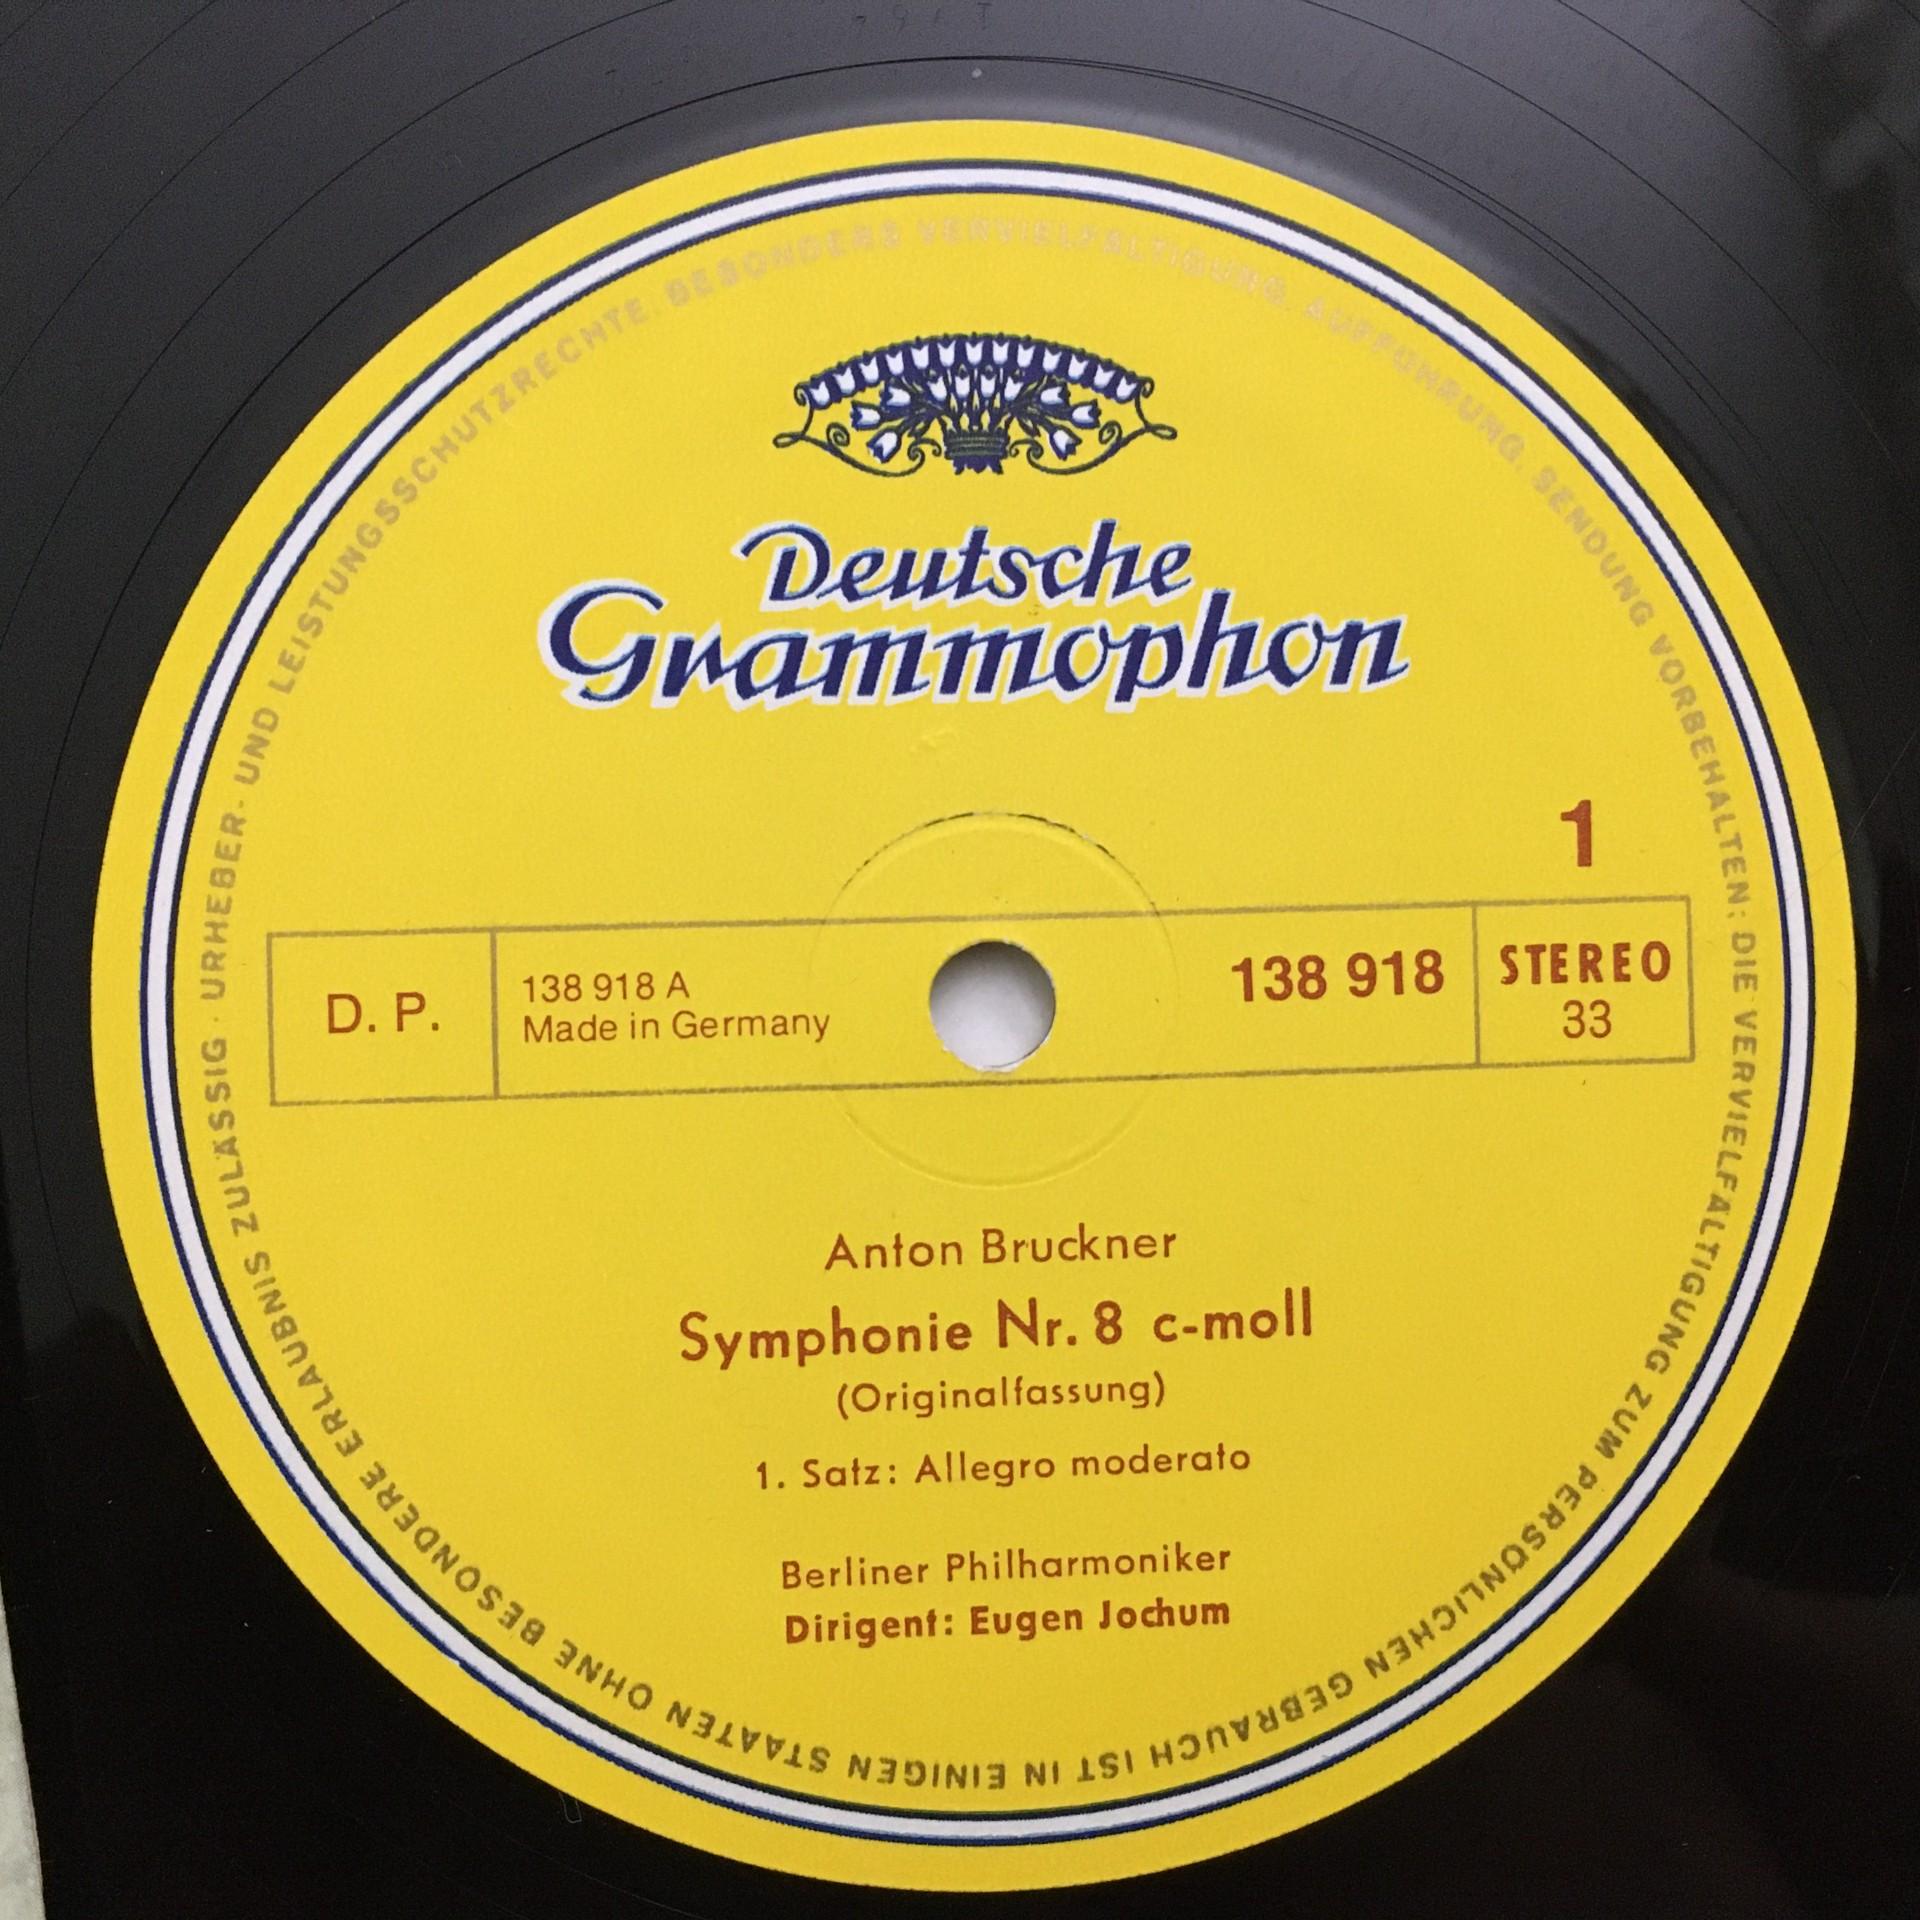 Deutsche
Grammophon
1
D. P.
138 918 A
Made in Germany
138 918
STEREO
33
Anton Bruckner
Symphonie Nr. 8 c-moll
(Originalfassung)
1. Satz: Allegro moderato
Berliner Philharmoniker
Dirigent: Eugen Jochum
URHEBER- UND LEISTUNGSSCHUTZRECHTE, BESONDERS VERVIELFÄLTIGUNG, AUFFÜHRUNG, SENDUNG VORBEHALTEN: DIE VERVIELFÄLTIGUNG ZUM PERSÖNLICHEN GEBRAUCH IST IN EINIGEN STAATEN OHNE BESONDERE ERLAUBNIS ZULÄSSIG ·